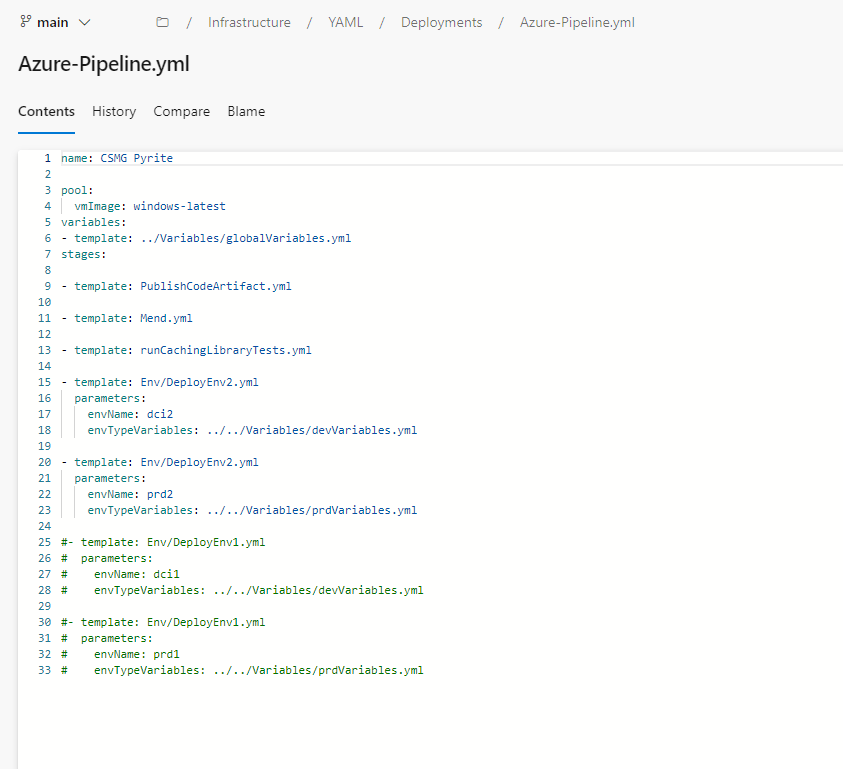 main / Infrastructure / YAML / Deployments / Azure-Pipeline.yml
Azure-Pipeline.yml
Contents History Compare Blame
1 name: CSMG Pyrite
2
3 pool:
4   vmImage: windows-latest
5 variables:
6 - template: ../Variables/globalVariables.yml
7 stages:
8
9 - template: PublishCodeArtifact.yml
10
11 - template: Mend.yml
12
13 - template: runCachingLibraryTests.yml
14
15 - template: Env/DeployEnv2.yml
16   parameters:
17     envName: dci2
18     envTypeVariables: ../../Variables/devVariables.yml
19
20 - template: Env/DeployEnv2.yml
21   parameters:
22     envName: prd2
23     envTypeVariables: ../../Variables/prdVariables.yml
24
25 #- template: Env/DeployEnv1.yml
26 #  parameters:
27 #    envName: dci1
28 #    envTypeVariables: ../../Variables/devVariables.yml
29
30 #- template: Env/DeployEnv1.yml
31 #  parameters:
32 #    envName: prd1
33 #    envTypeVariables: ../../Variables/prdVariables.yml